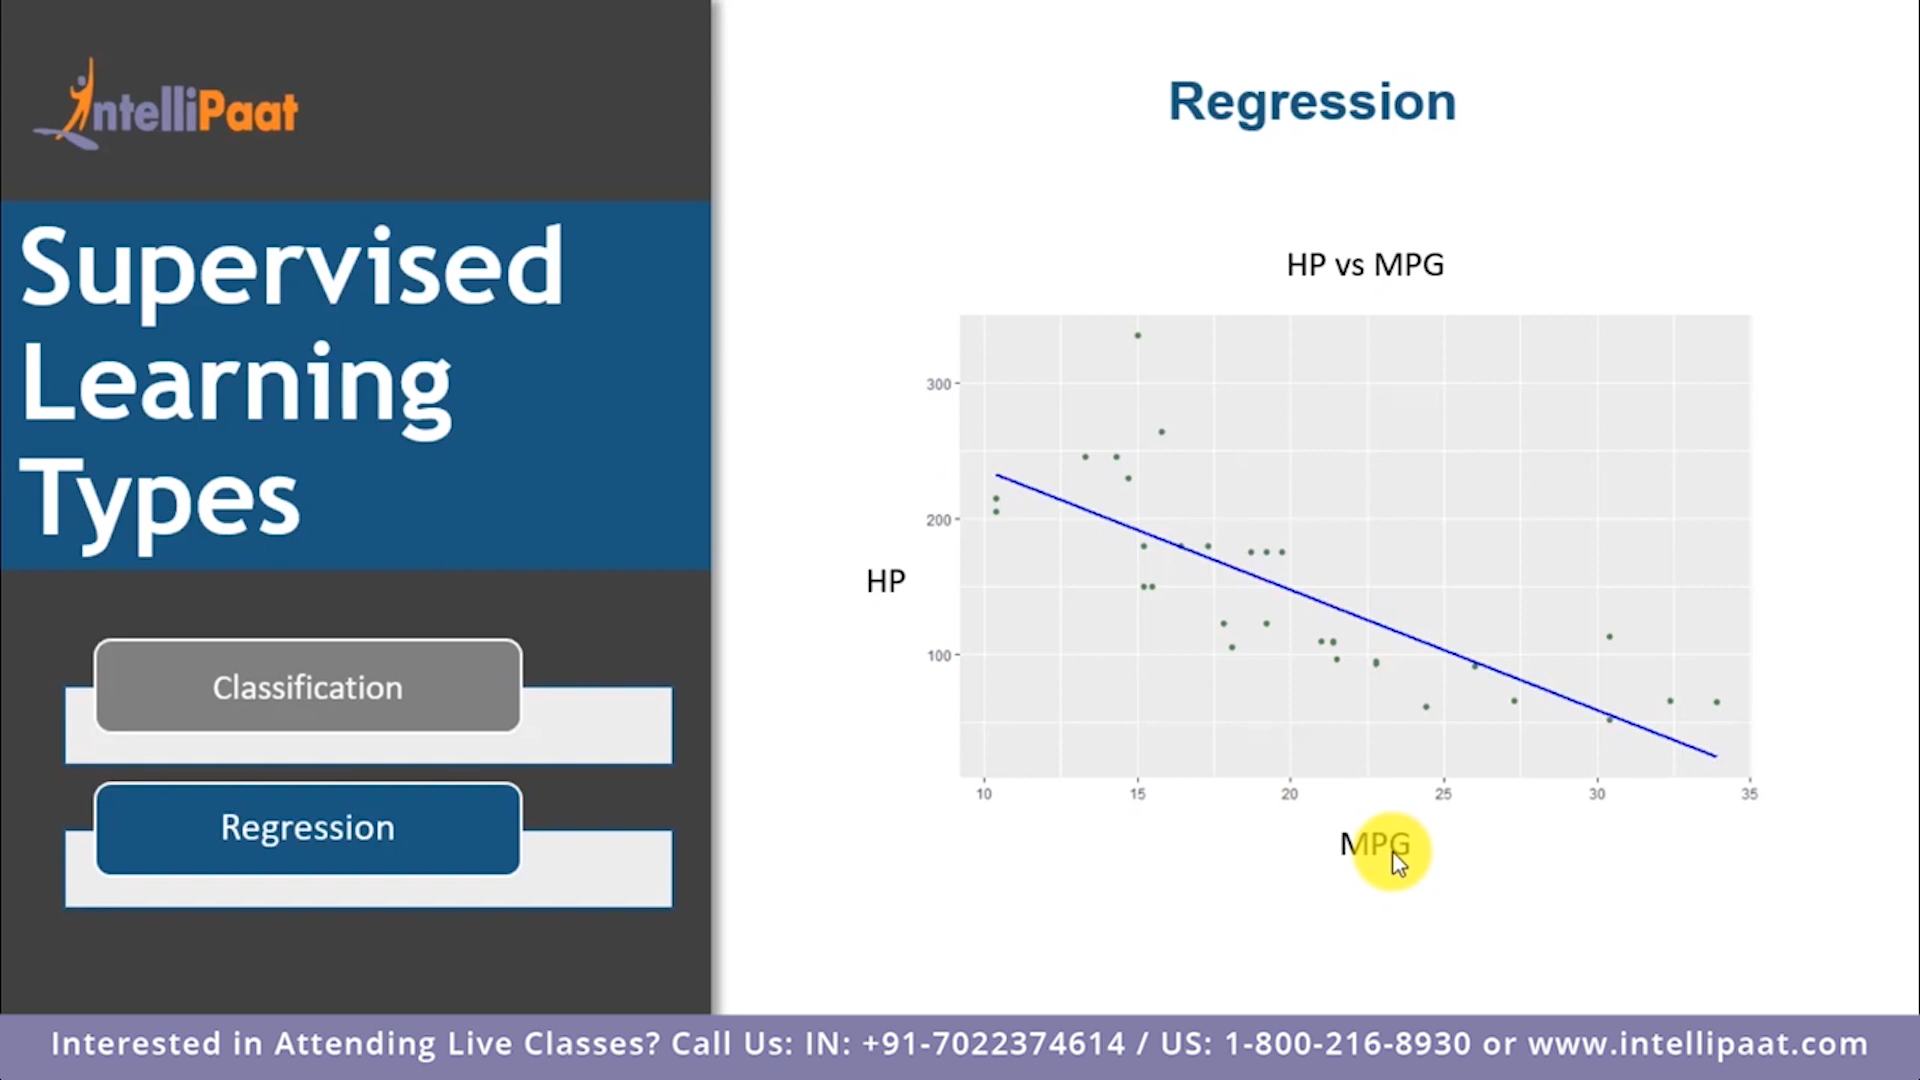 IntelliPaat
Supervised
Learning
Types
Classification
Regression
Regression
HP vs MPG
300
200
100
HP
10 15 20 25 30 35
MPG
Interested in Attending Live Classes? Call Us: IN: +91-7022374614 / US: 1-800-216-8930 or www.intellipaat.com